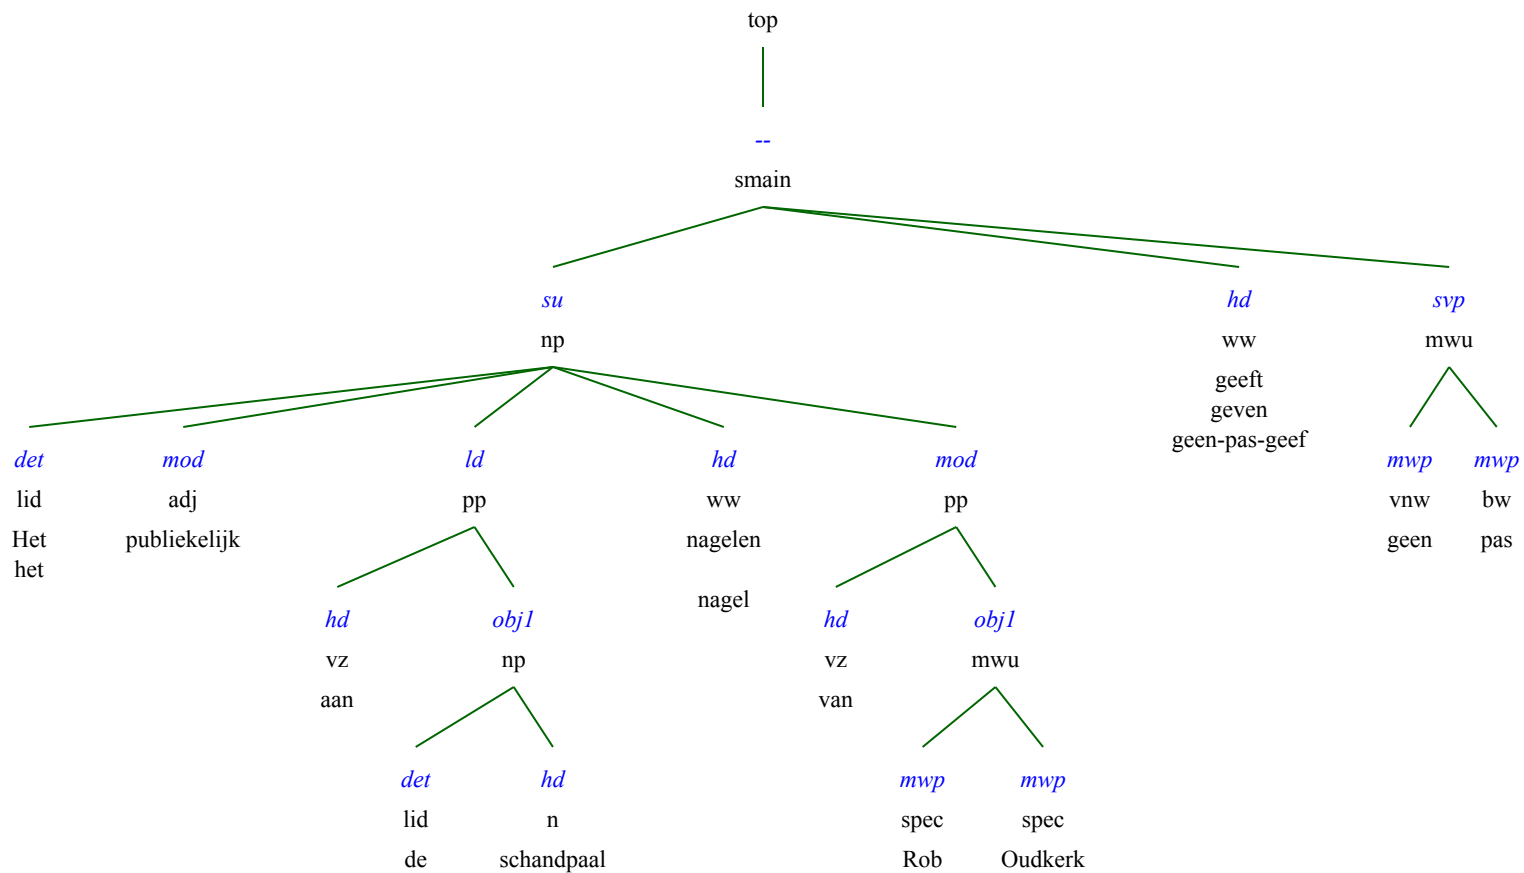 top
--
smain
su hd svp
np ww mwu
geeft
geven
geen-pas-geef
det mod ld hd mod mwp mwp
lid adj pp ww pp vnw bw
Het publiekelijk nagelen geen pas
het
nagel
hd obj1 hd obj1
vz np vz mwu
aan van
det hd mwp mwp
lid n spec spec
de schandpaal Rob Oudkerk